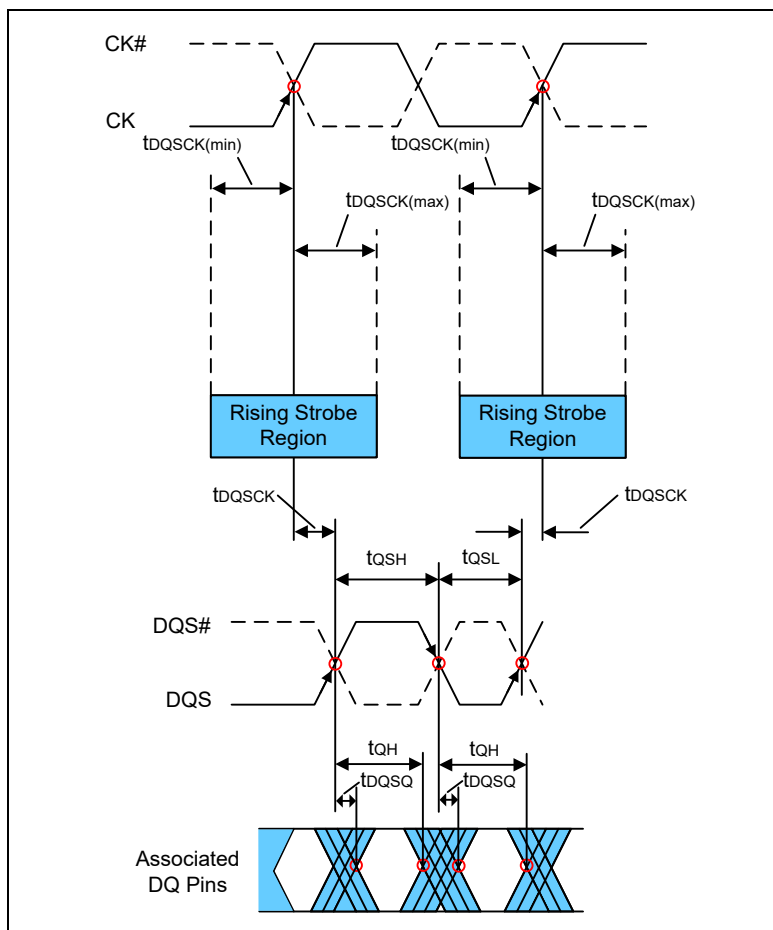 CK#
CK
tDQSCK(min)
tDQSCK(min)
tDQSCK(max)
tDQSCK(max)
Rising Strobe
Region
Rising Strobe
Region
tDQSCK
tDQSCK
tQSH
tQSL
DQS#
DQS
tQH
tQH
tDQSQ
tDQSQ
Associated
DQ Pins